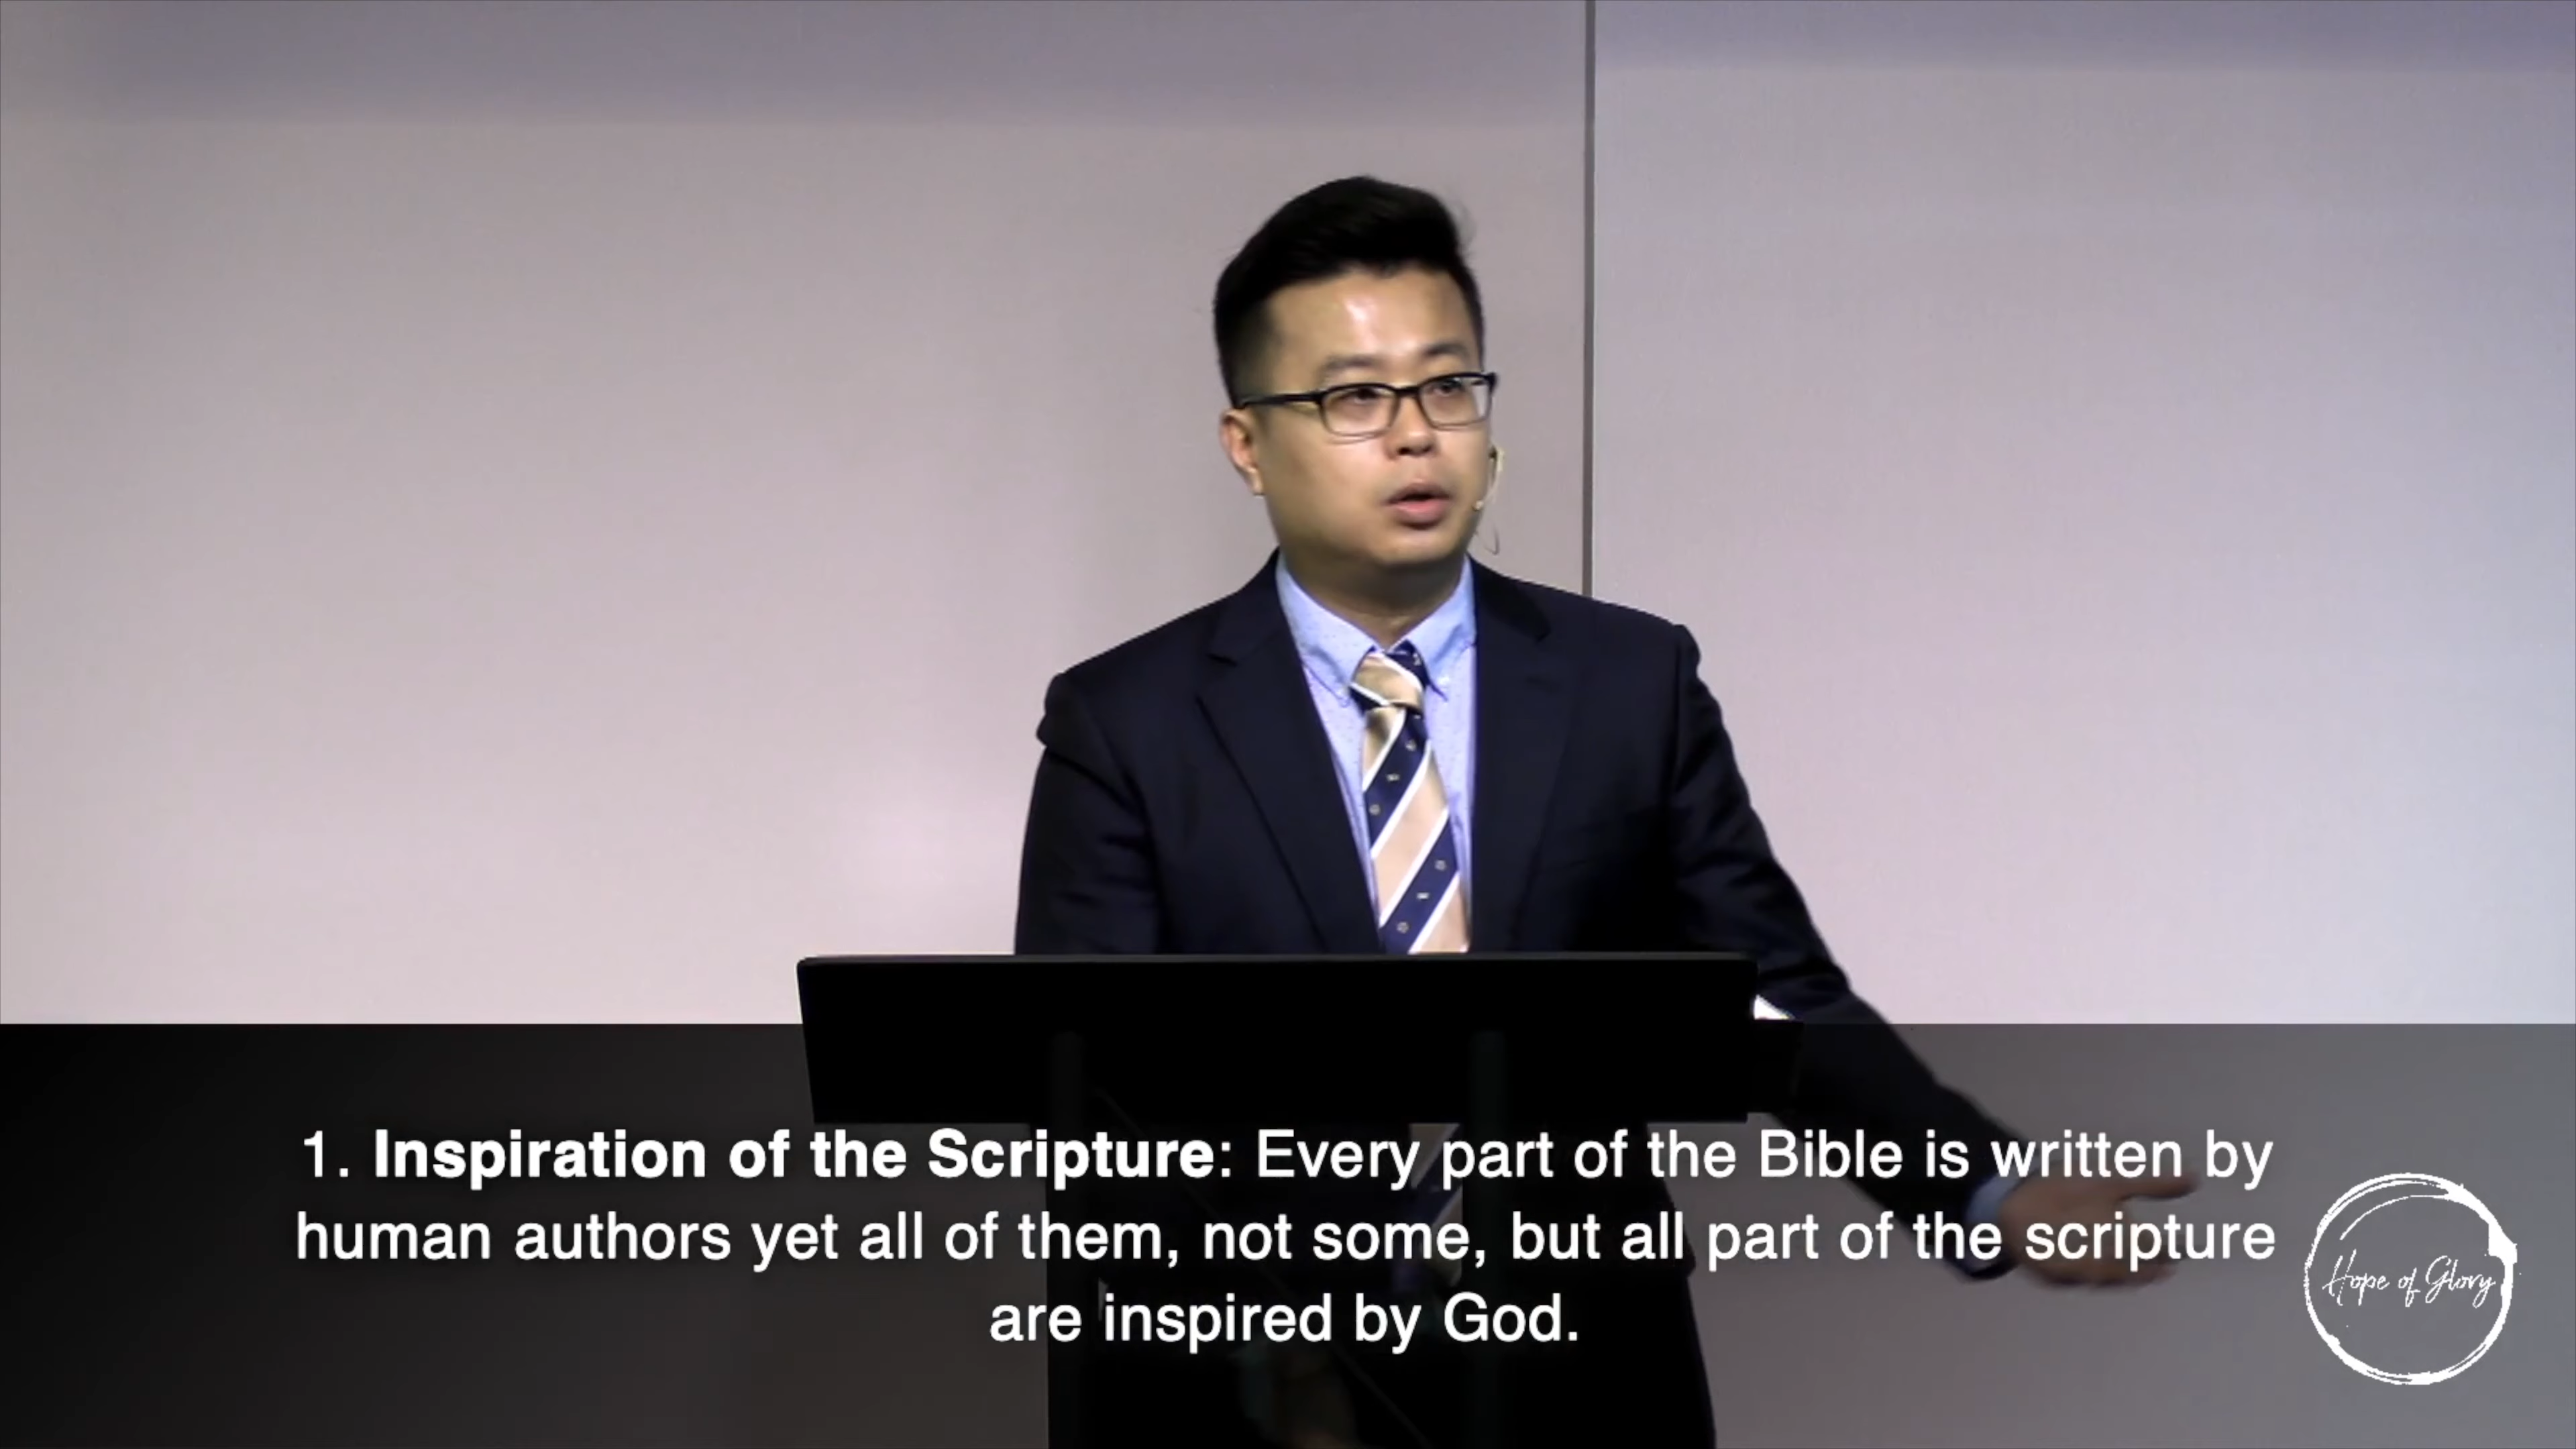 1. Inspiration of the Scripture: Every part of the Bible is written by
human authors yet all of them, not some, but all part of the scripture
are inspired by God.
Hope of Glory